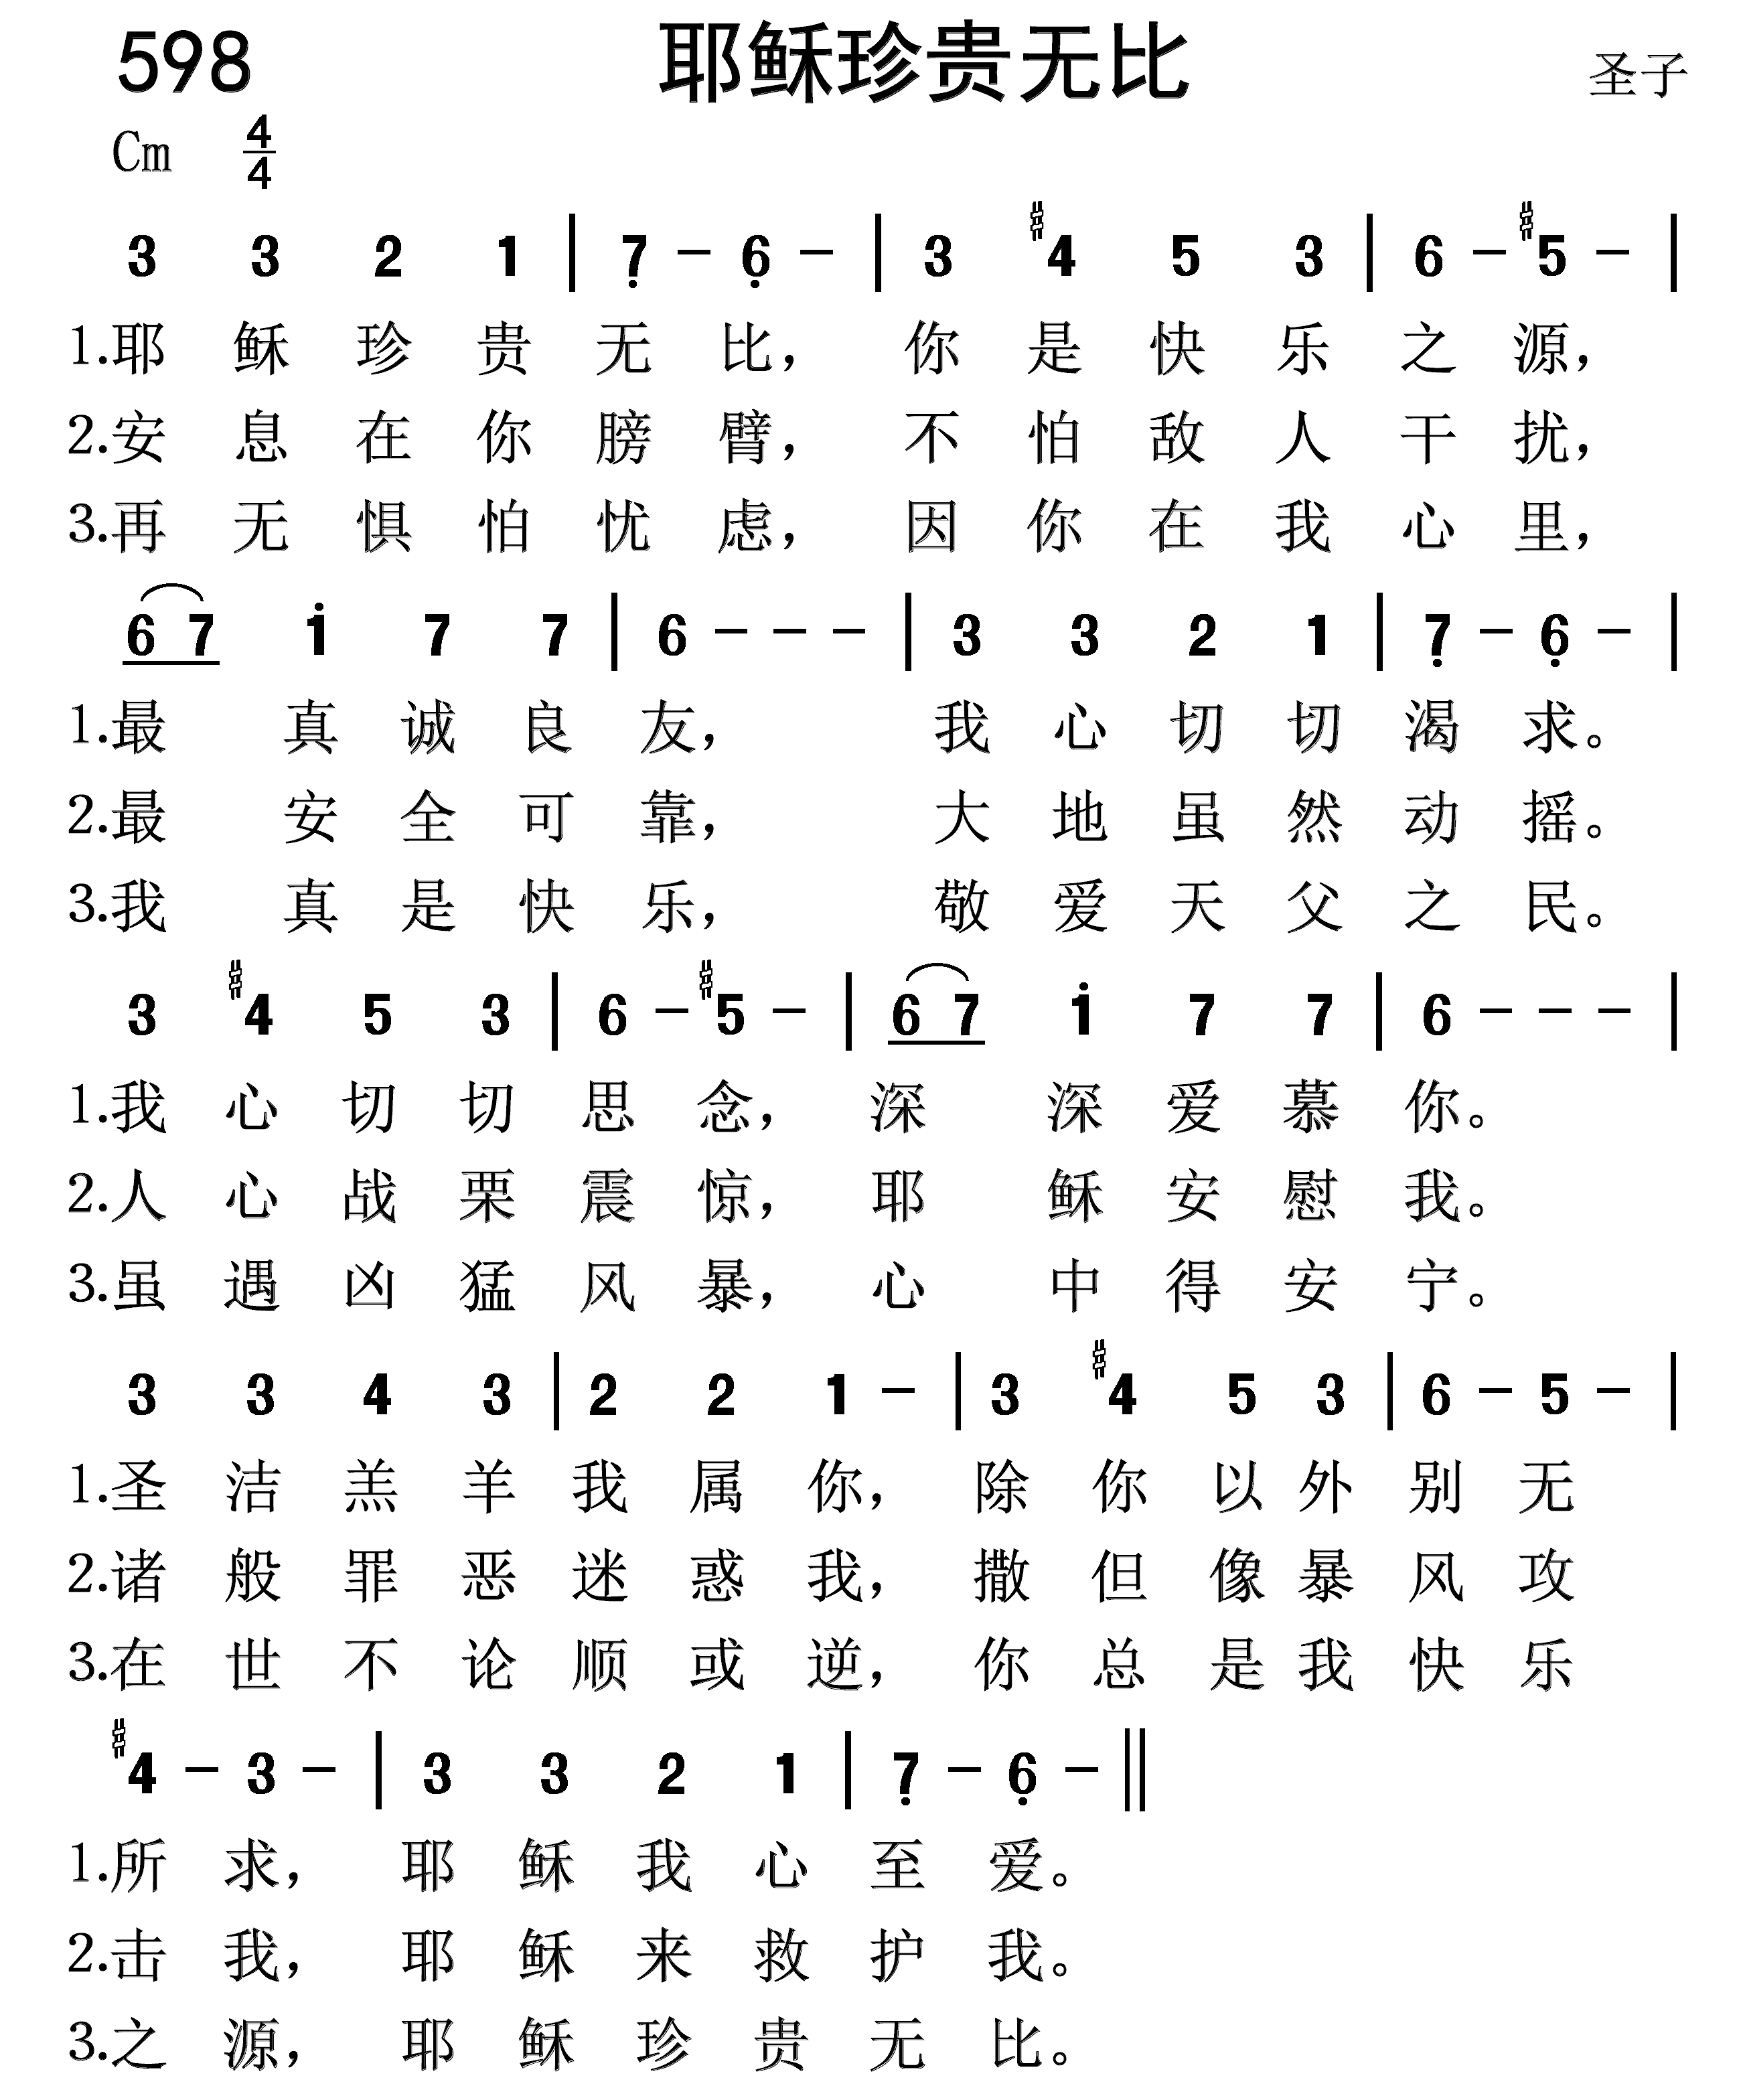 598 耶稣珍贵无比 圣子
Cm 4/4
3 3 2 1 | 7̣ - 6̣ - | 3 #4 5 3 | 6 - #5 - |
1.耶稣珍贵无比，你是快乐之源，
2.安息在你膀臂，不怕敌人干扰，
3.再无惧怕忧虑，因你在我心里，
6 7 1̇ 7 7 | 6 - - - | 3 3 2 1 | 7̣ - 6̣ - |
1.最真诚良友，我心切切渴求。
2.最安全可靠，大地虽然动摇。
3.我真是快乐，敬爱天父之民。
3 #4 5 3 | 6 - #5 - | 6 7 1̇ 7 7 | 6 - - - |
1.我心切切思念，深深爱慕你。
2.人心战栗震惊，耶稣安慰我。
3.虽遇凶猛风暴，心中得安宁。
3 3 4 3 | 2 2 1 - | 3 #4 5 3 | 6 - 5 - |
1.圣洁羔羊我属你，除你以外别无
2.诸般罪恶迷惑我，撒但像暴风攻
3.在世不论顺或逆，你总是我快乐
#4 - 3 - | 3 3 2 1 | 7̣ - 6̣ - ‖
1.所求，耶稣我心至爱。
2.击我，耶稣来救护我。
3.之源，耶稣珍贵无比。